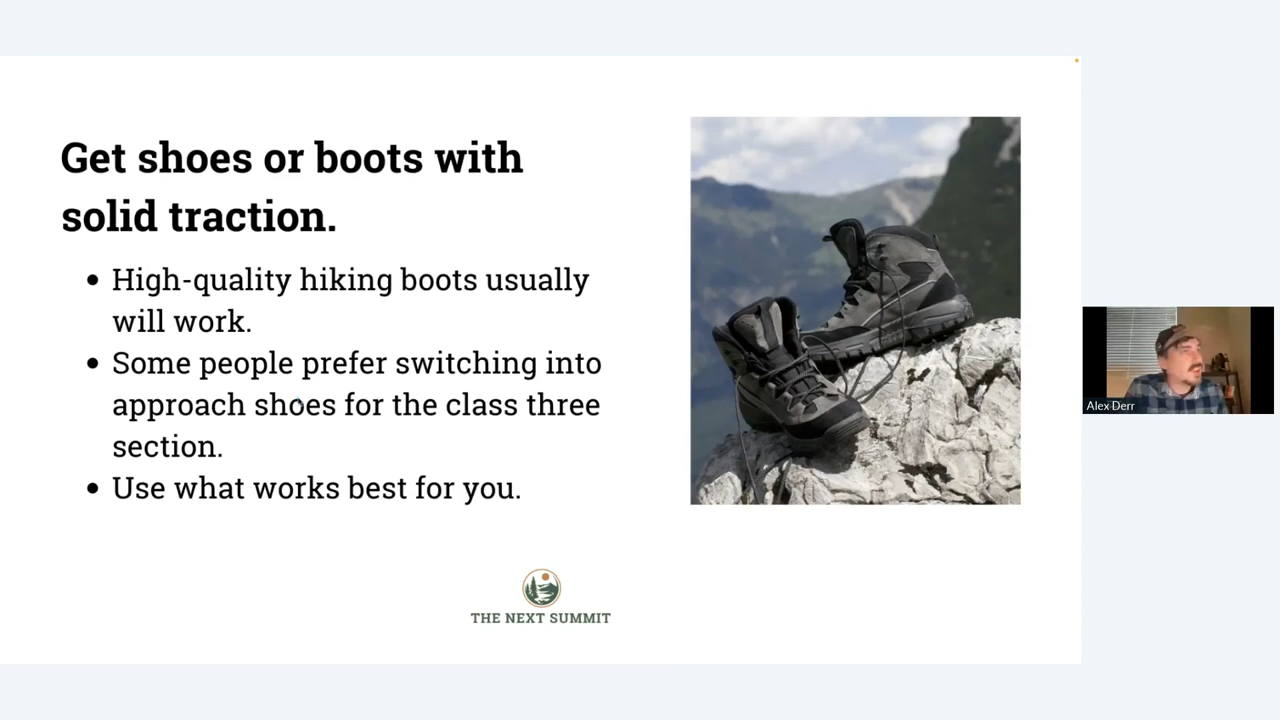 Get shoes or boots with
solid traction.
High-quality hiking boots usually
will work.
Some people prefer switching into
approach shoes for the class three
section.
Use what works best for you.
THE NEXT SUMMIT
Alex Derr